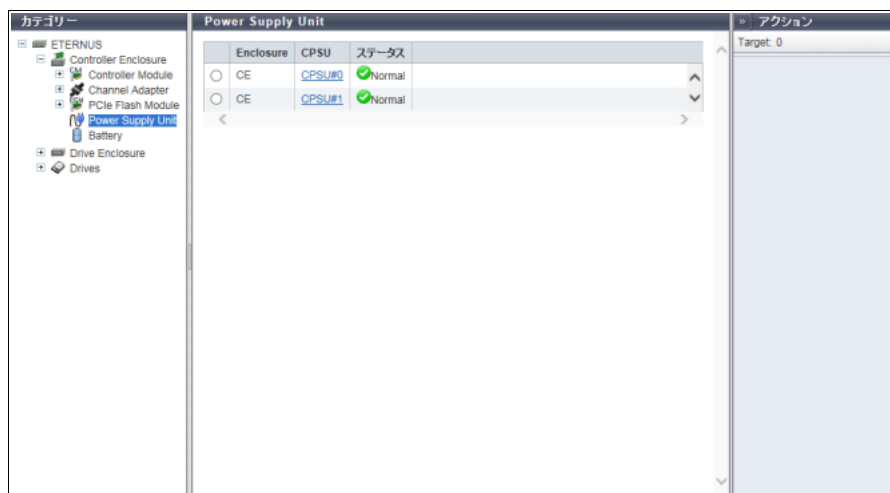 カテゴリー
ETERNUS
Controller Enclosure
Controller Module
Channel Adapter
PCIe Flash Module
Power Supply Unit
Battery
Drive Enclosure
Drives
Power Supply Unit
Enclosure CPSU ステータス
CE CPSU#0 Normal
CE CPSU#1 Normal
» アクション
Target: 0